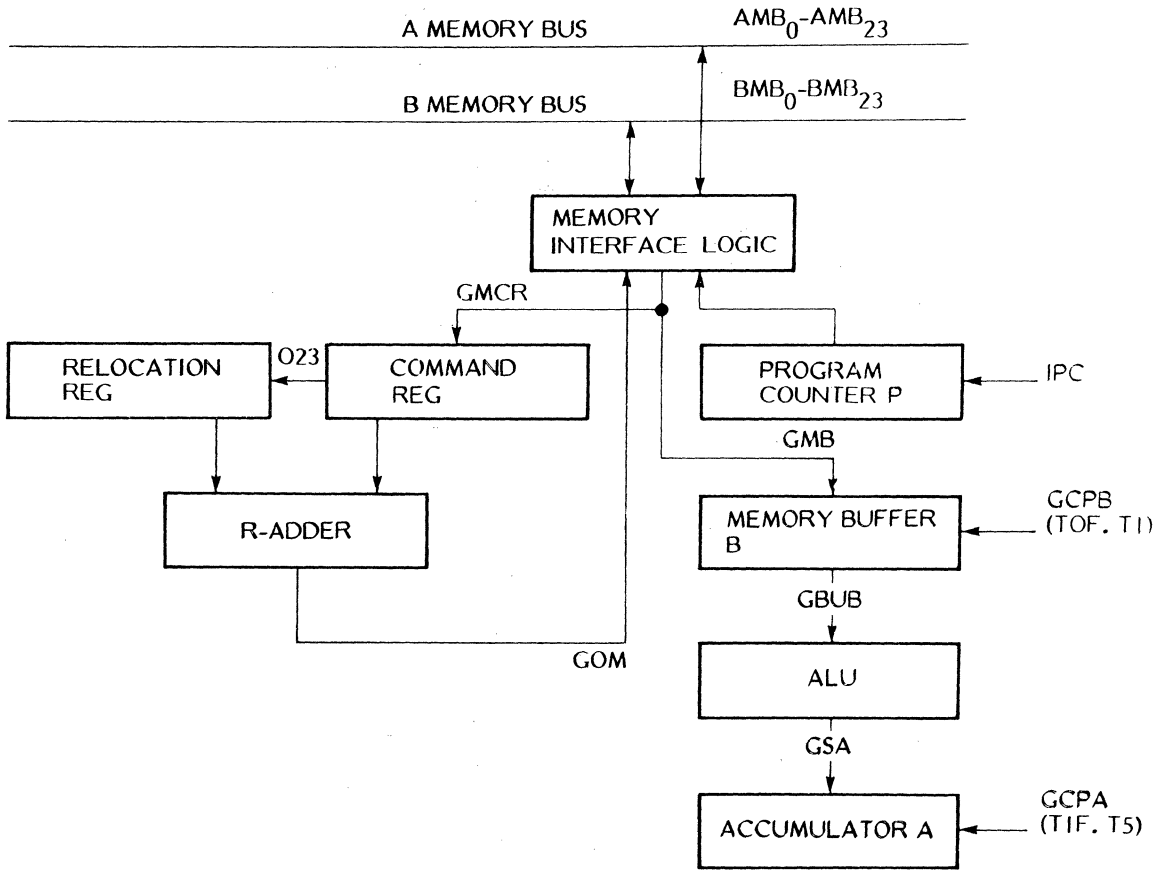 A MEMORY BUS
AMB0-AMB23
B MEMORY BUS
BMB0-BMB23
MEMORY
INTERFACE LOGIC
GMCR
RELOCATION
REG
O23
COMMAND
REG
PROGRAM
COUNTER P
IPC
GMB
R-ADDER
MEMORY BUFFER
B
GCPB
(TOF. T1)
GBUB
GOM
ALU
GSA
ACCUMULATOR A
GCPA
(T1F. T5)